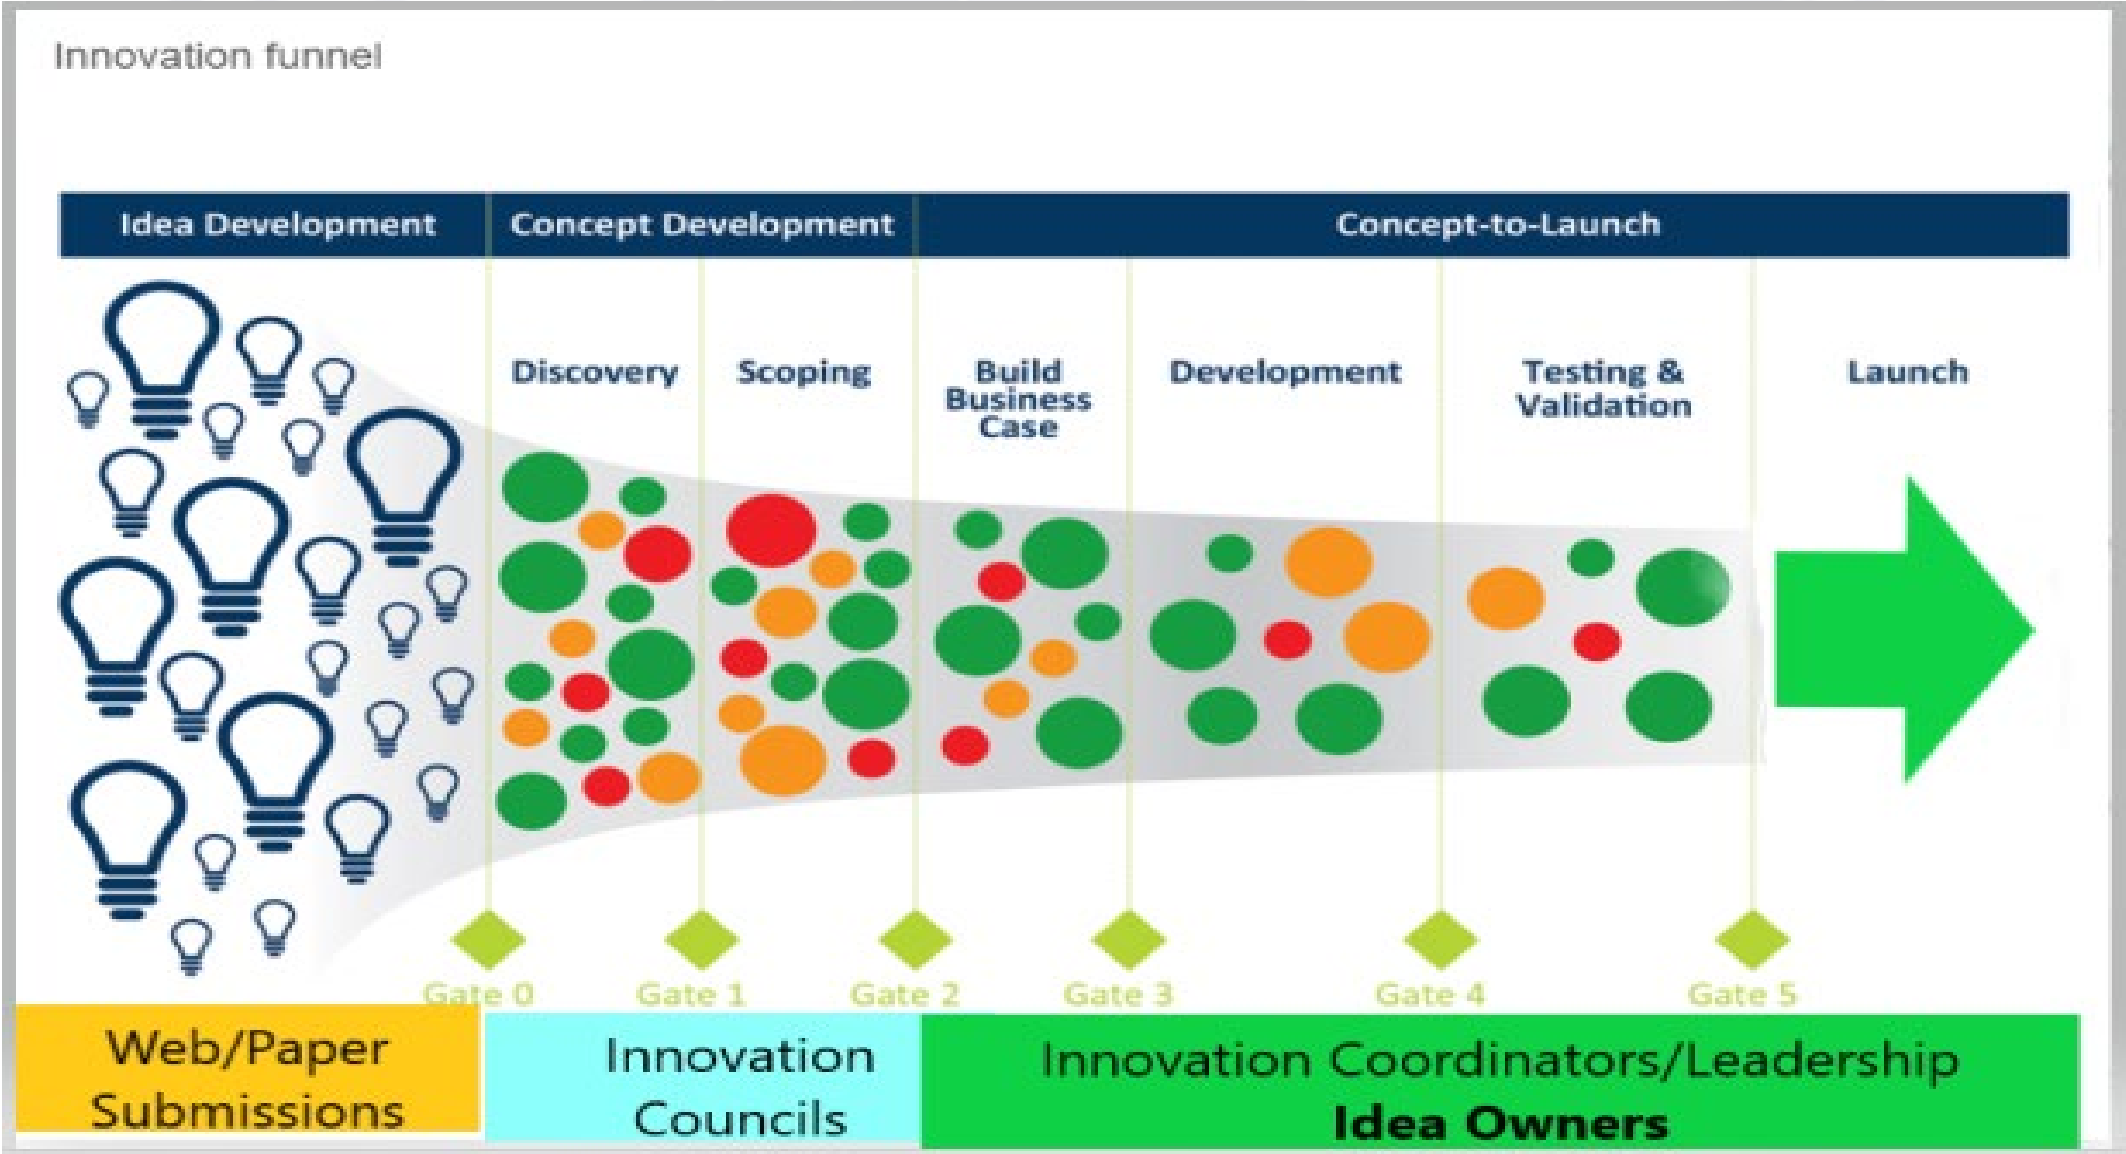 Innovation funnel
Idea Development
Concept Development
Concept-to-Launch
Discovery
Scoping
Build
Business
Case
Development
Testing &
Validation
Launch
Gate 0
Gate 1
Gate 2
Gate 3
Gate 4
Gate 5
Web/Paper
Submissions
Innovation
Councils
Innovation Coordinators/Leadership
Idea Owners